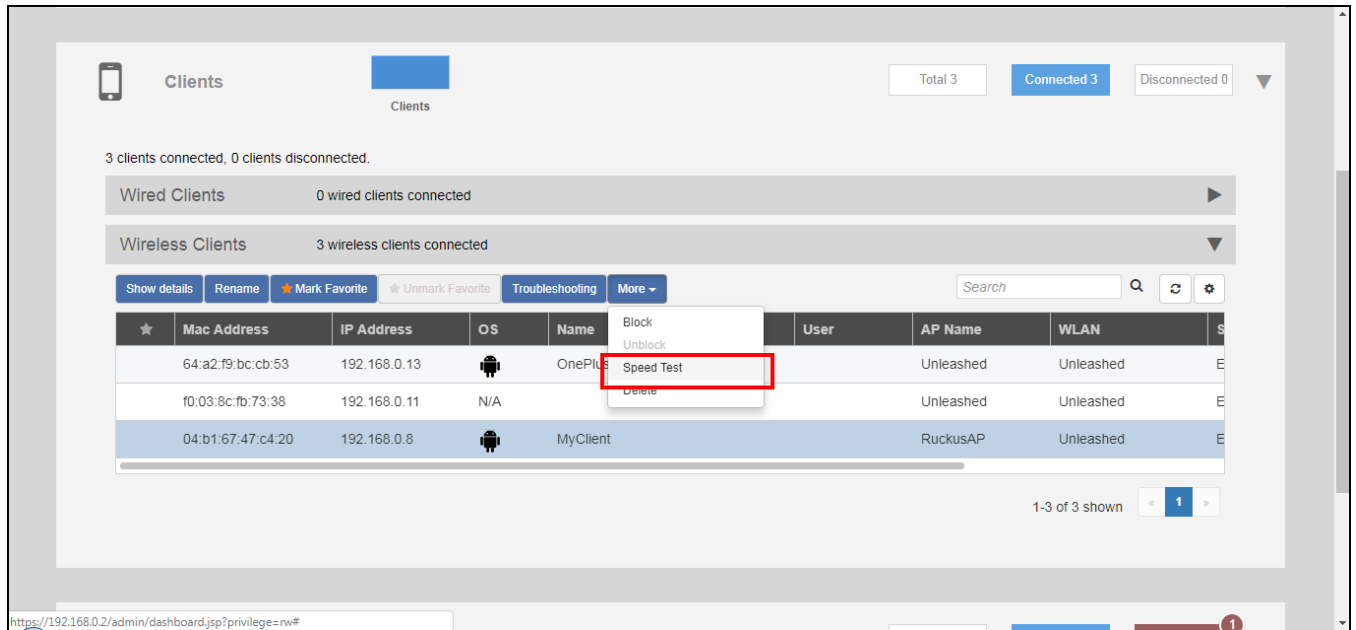 Clients
Clients
Total 3
Connected 3
Disconnected 0
3 clients connected, 0 clients disconnected.
Wired Clients 0 wired clients connected
Wireless Clients 3 wireless clients connected
Show details Rename Mark Favorite Unmark Favorite Troubleshooting More Search
Block
Unblock
Speed Test
Delete
Mac Address IP Address OS Name User AP Name WLAN S
64:a2:f9:bc:cb:53 192.168.0.13 OnePlus Unleashed Unleashed E
f0:03:8c:fb:73:38 192.168.0.11 N/A Unleashed Unleashed E
04:b1:67:47:c4:20 192.168.0.8 MyClient RuckusAP Unleashed E
1-3 of 3 shown « 1 »
https://192.168.0.2/admin/dashboard.jsp?privilege=rw#
1